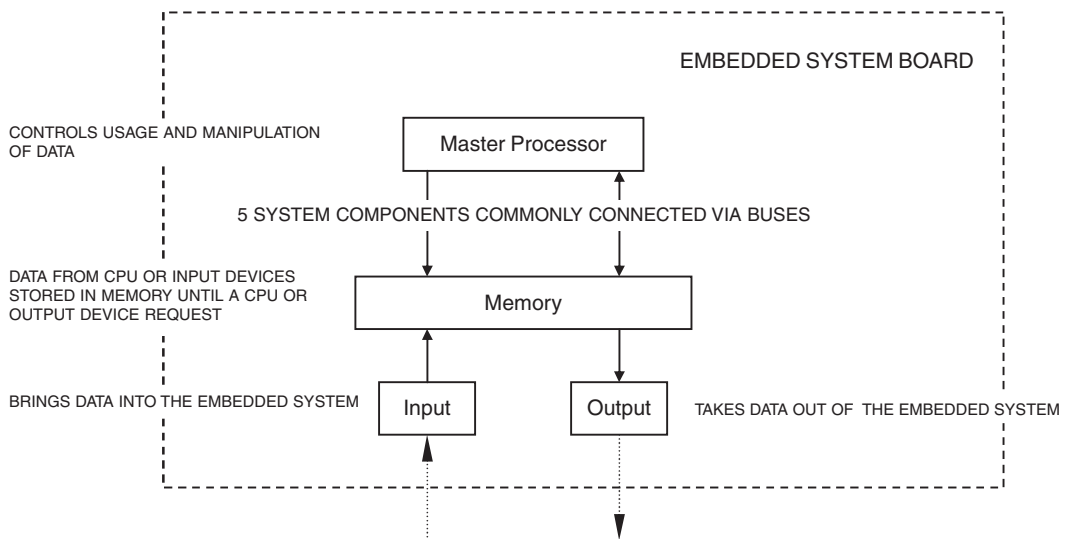 EMBEDDED SYSTEM BOARD
CONTROLS USAGE AND MANIPULATION
OF DATA
Master Processor
5 SYSTEM COMPONENTS COMMONLY CONNECTED VIA BUSES
DATA FROM CPU OR INPUT DEVICES
STORED IN MEMORY UNTIL A CPU OR
OUTPUT DEVICE REQUEST
Memory
BRINGS DATA INTO THE EMBEDDED SYSTEM
Input
Output
TAKES DATA OUT OF THE EMBEDDED SYSTEM